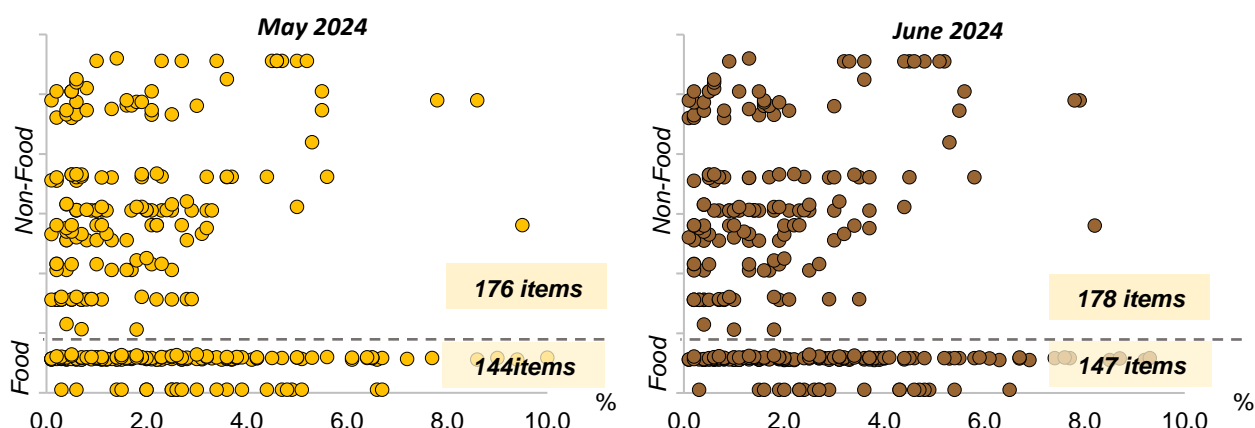 May 2024
Non-Food
176 items
Food
144items
0.0 2.0 4.0 6.0 8.0 10.0
%
June 2024
Non-Food
178 items
Food
147 items
0.0 2.0 4.0 6.0 8.0 10.0
%